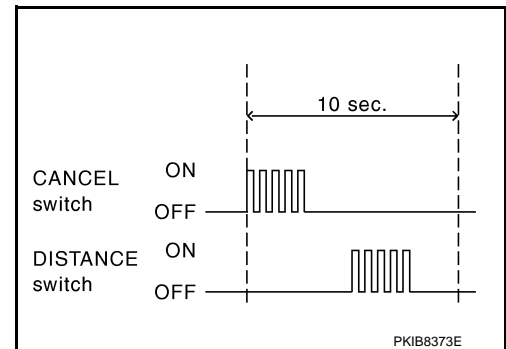 10 sec.
CANCEL
switch
ON
OFF
DISTANCE
switch
ON
OFF
PKIB8373E